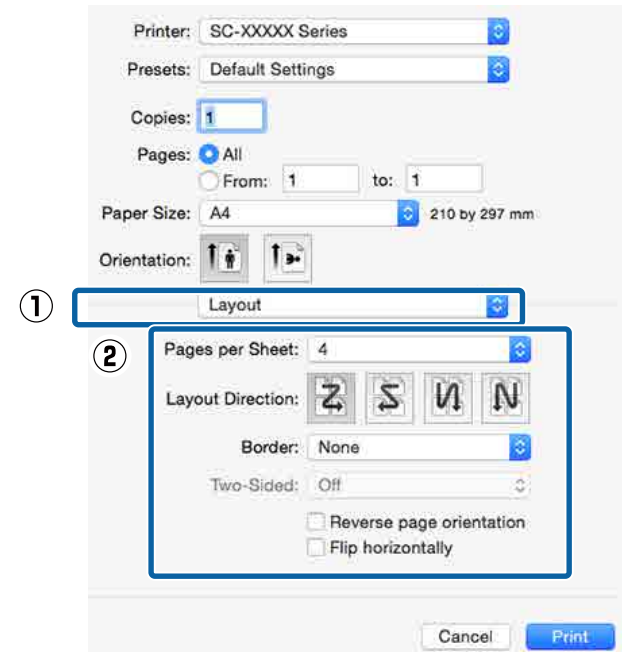 Printer: SC-XXXXX Series
Presets: Default Settings
Copies: 1
Pages: All
From: 1 to: 1
Paper Size: A4 210 by 297 mm
Orientation:
① Layout
② Pages per Sheet: 4
Layout Direction:
Border: None
Two-Sided: Off
Reverse page orientation
Flip horizontally
Cancel Print